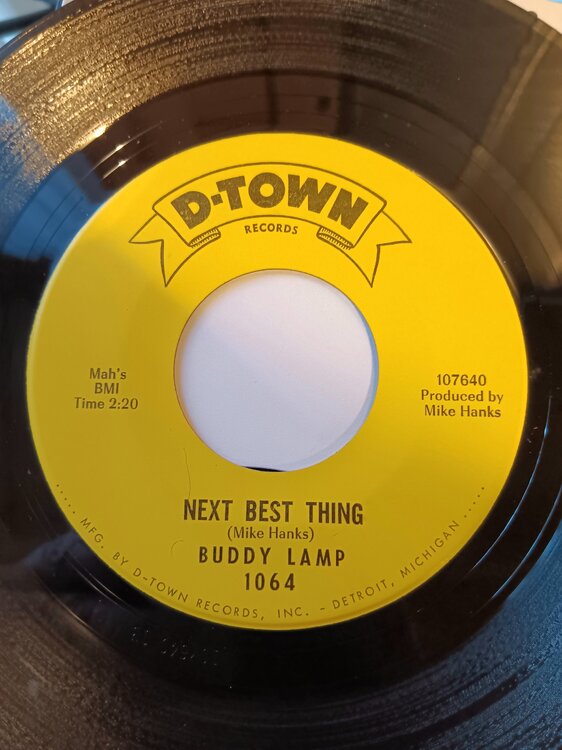 D-TOWN
RECORDS
Mah's
BMI
Time 2:20
107640
Produced by
Mike Hanks
NEXT BEST THING
(Mike Hanks)
BUDDY LAMP
1064
..... MFG. BY D-TOWN RECORDS, INC. - DETROIT, MICHIGAN .....